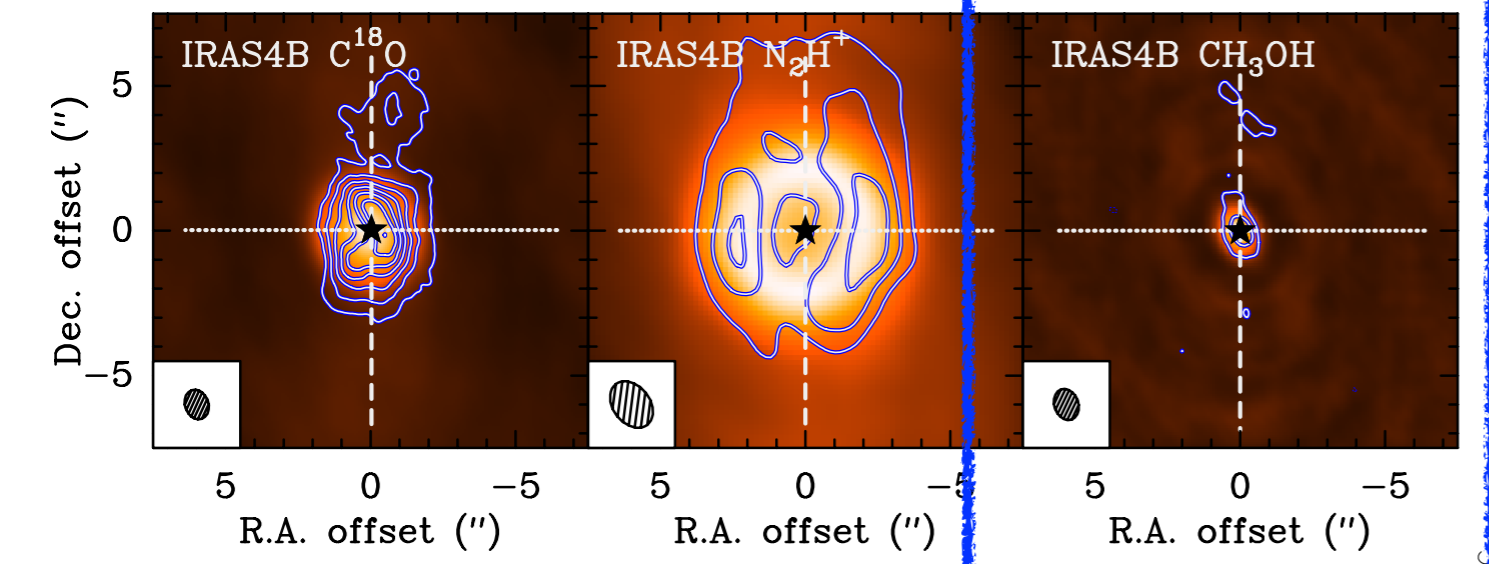 IRAS4B C¹⁸O IRAS4B N₂H⁺ IRAS4B CH₃OH
5
0
−5
Dec. offset (″)
5 0 −5 5 0 −5 5 0 −5
R.A. offset (″) R.A. offset (″) R.A. offset (″)